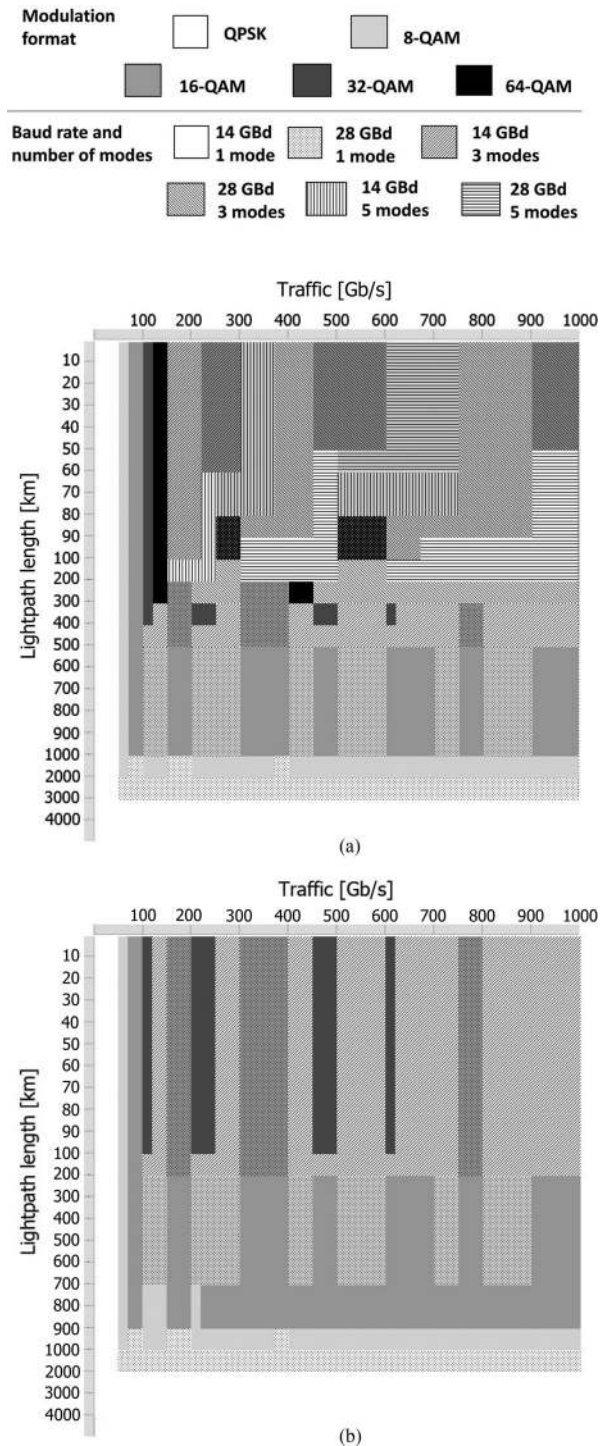 Modulation
format
QPSK
8-QAM
16-QAM
32-QAM
64-QAM
Baud rate and
number of modes
14 GBd
1 mode
28 GBd
1 mode
14 GBd
3 modes
28 GBd
3 modes
14 GBd
5 modes
28 GBd
5 modes
Traffic [Gb/s]
100 200 300 400 500 600 700 800 900 1000
Lightpath length [km]
10
20
30
40
50
60
70
80
90
100
200
300
400
500
600
700
800
900
1000
2000
3000
4000
(a)
Traffic [Gb/s]
100 200 300 400 500 600 700 800 900 1000
Lightpath length [km]
10
20
30
40
50
60
70
80
90
100
200
300
400
500
600
700
800
900
1000
2000
3000
4000
(b)